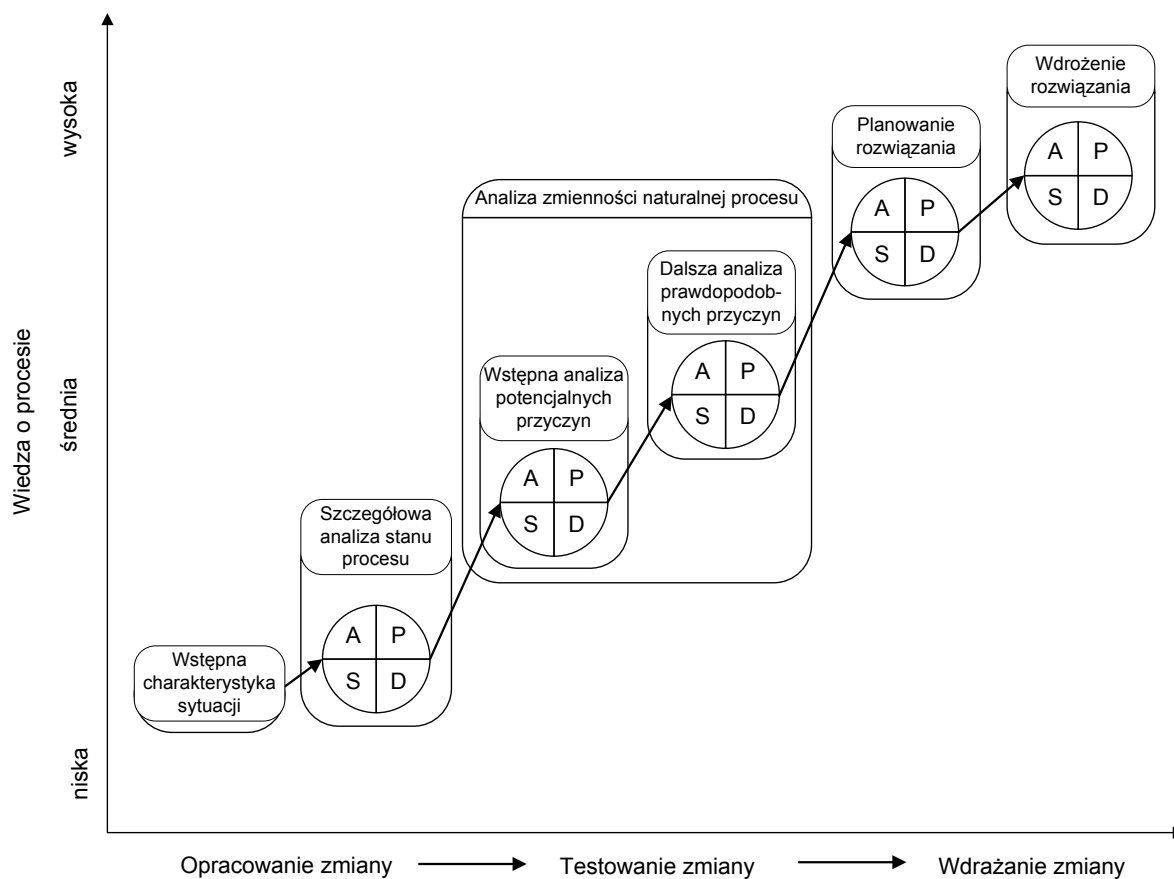 Wiedza o procesie
wysoka
średnia
niska
Wstępna
charakterystyka
sytuacji
Szczegółowa
analiza stanu
procesu
A P
S D
Analiza zmienności naturalnej procesu
Wstępna analiza
potencjalnych
przyczyn
A P
S D
Dalsza analiza
prawdopodob-
nych przyczyn
A P
S D
Planowanie
rozwiązania
A P
S D
Wdrożenie
rozwiązania
A P
S D
Opracowanie zmiany
Testowanie zmiany
Wdrażanie zmiany